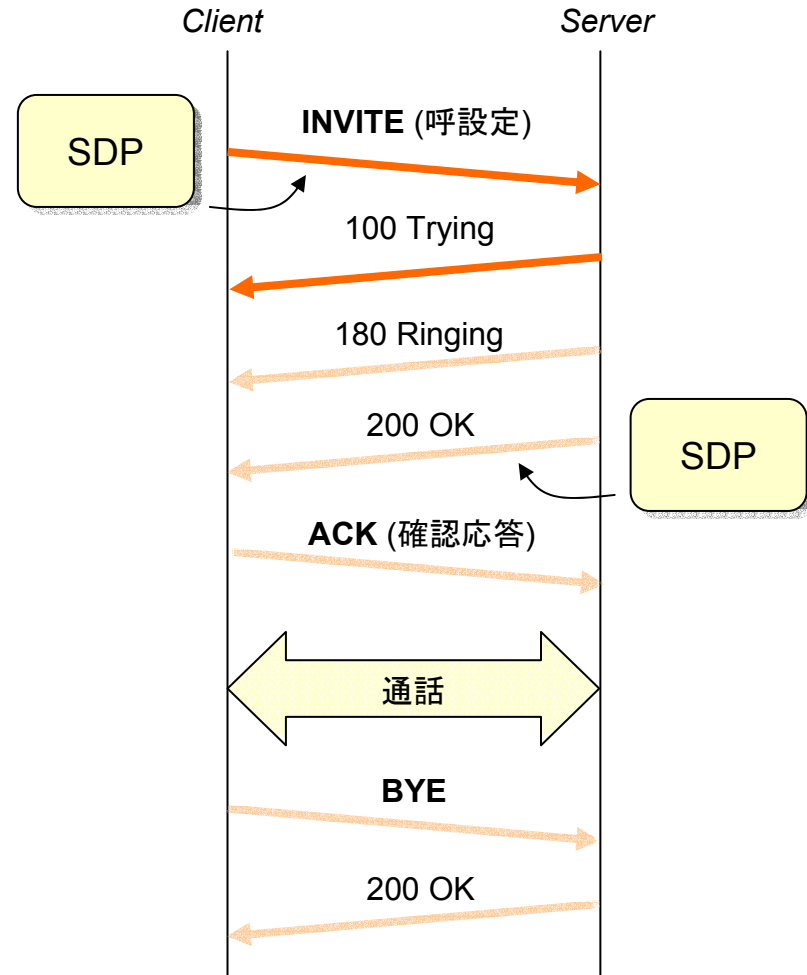 Client
Server
INVITE (呼設定)
SDP
100 Trying
180 Ringing
200 OK
SDP
ACK (確認応答)
通話
BYE
200 OK